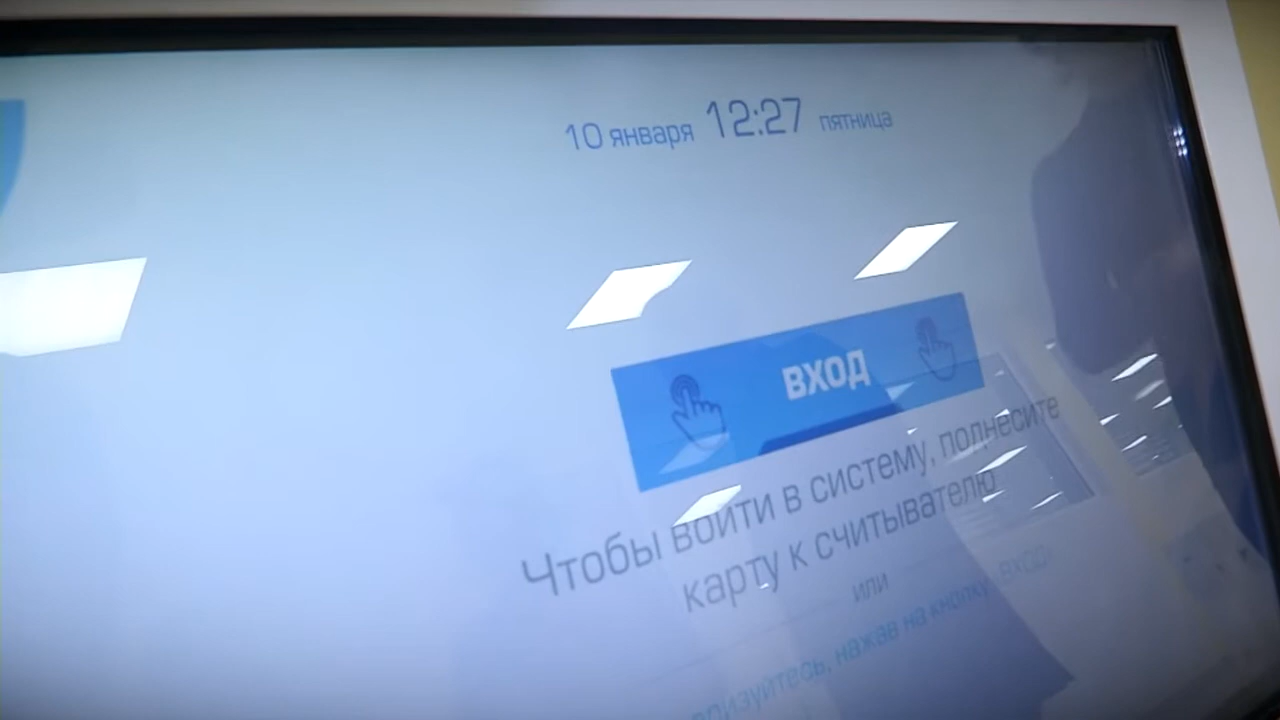 10 января 12:27 пятница
ВХОД
Чтобы войти в систему, поднесите
карту к считывателю
или
нажав на кнопку „ВХОД“